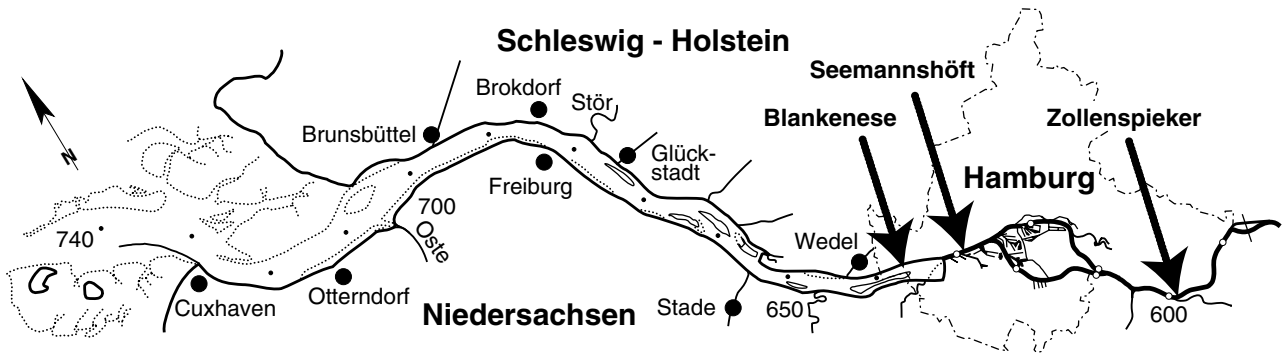 Schleswig - Holstein
Seemannshöft
Brokdorf
Stör
Blankenese
Zollenspieker
Brunsbüttel
Glück-
stadt
N
Freiburg
Hamburg
700
740
Oste
Wedel
Cuxhaven
Otterndorf
Niedersachsen
Stade
650
600